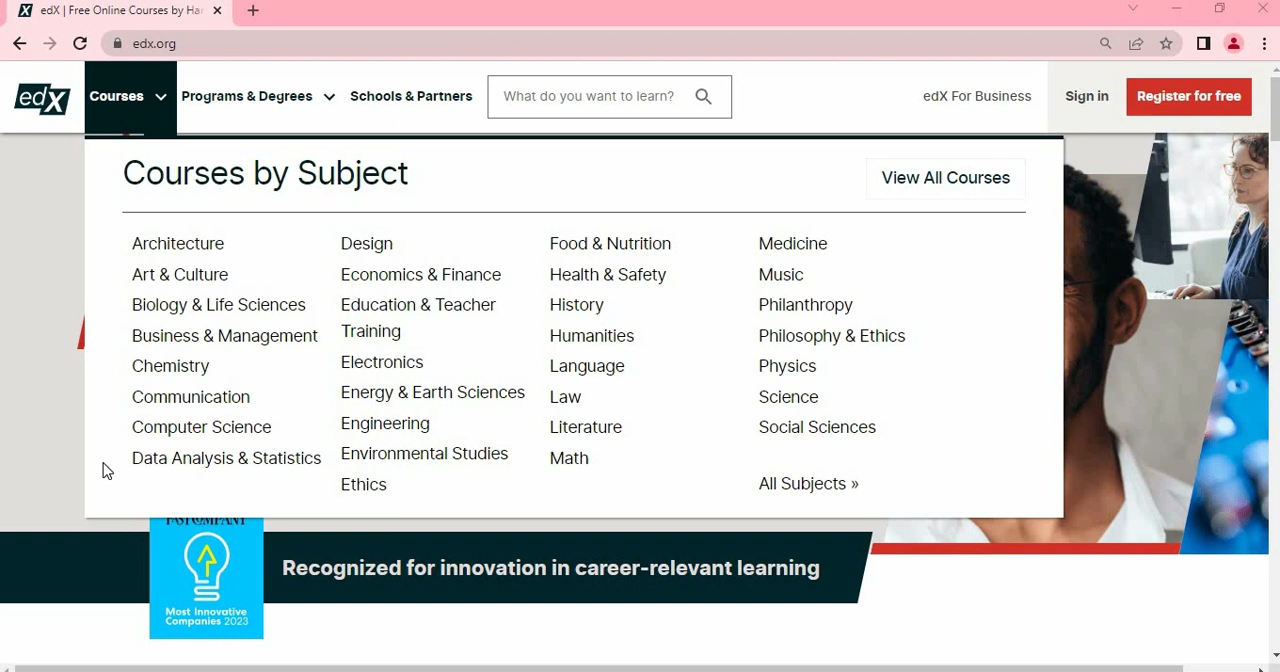 edX | Free Online Courses by Har
edx.org
edX
Courses
Programs & Degrees
Schools & Partners
What do you want to learn?
edX For Business
Sign in
Register for free
Courses by Subject
View All Courses
Architecture
Art & Culture
Biology & Life Sciences
Business & Management
Chemistry
Communication
Computer Science
Data Analysis & Statistics
Design
Economics & Finance
Education & Teacher
Training
Electronics
Energy & Earth Sciences
Engineering
Environmental Studies
Ethics
Food & Nutrition
Health & Safety
History
Humanities
Language
Law
Literature
Math
Medicine
Music
Philanthropy
Philosophy & Ethics
Physics
Science
Social Sciences
All Subjects »
FAST COMPANY
Most Innovative
Companies 2023
Recognized for innovation in career-relevant learning